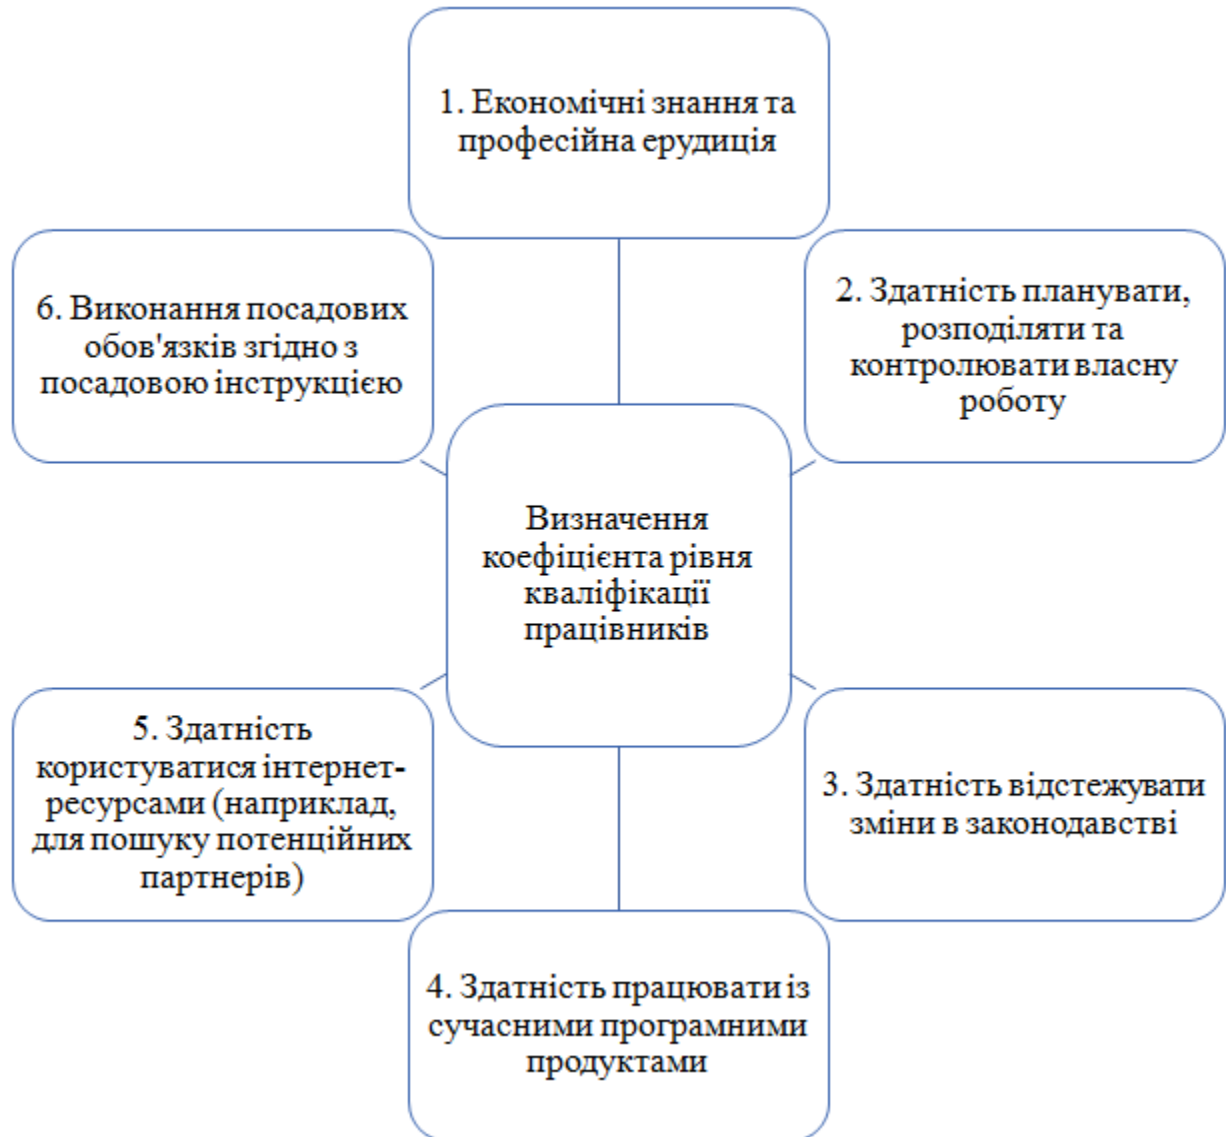 1. Економічні знання та
професійна ерудиція
2. Здатність планувати,
розподіляти та
контролювати власну
роботу
3. Здатність відстежувати
зміни в законодавстві
4. Здатність працювати із
сучасними програмними
продуктами
5. Здатність
користуватися інтернет-
ресурсами (наприклад,
для пошуку потенційних
партнерів)
6. Виконання посадових
обов'язків згідно з
посадовою інструкцією
Визначення
коефіцієнта рівня
кваліфікації
працівників